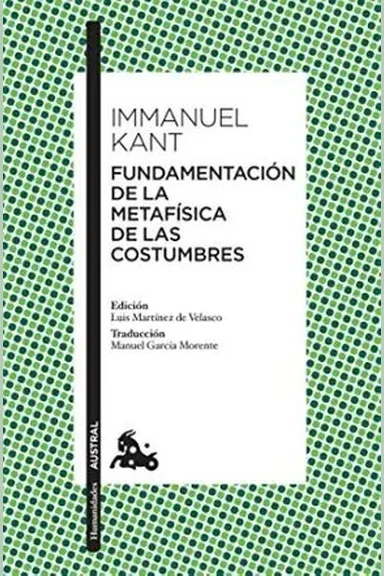 IMMANUEL
KANT
FUNDAMENTACIÓN
DE LA
METAFÍSICA
DE LAS
COSTUMBRES
Edición
Luis Martínez de Velasco
Traducción
Manuel García Morente
Humanidades AUSTRAL